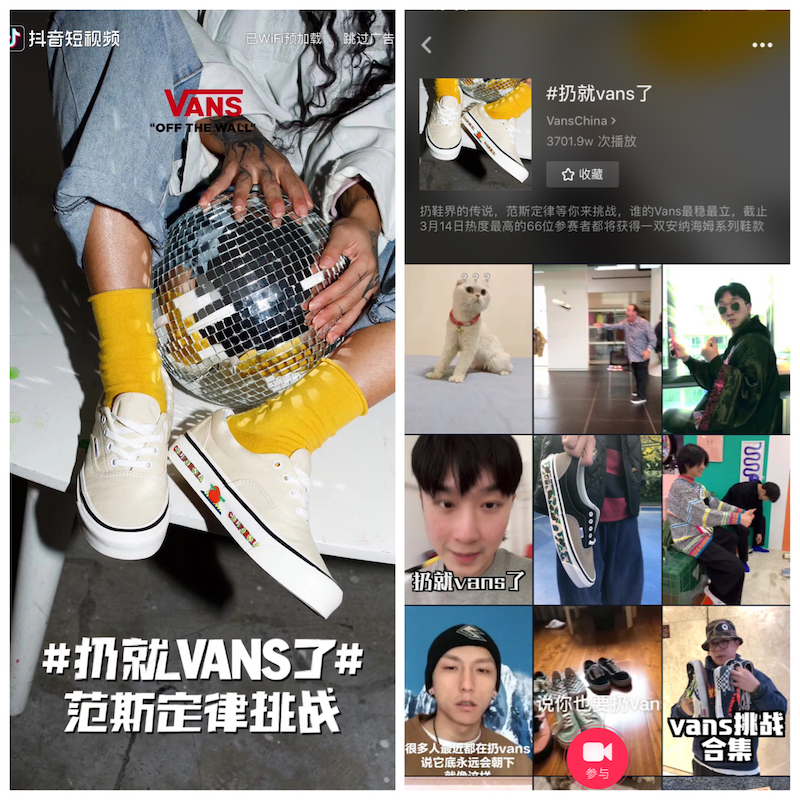 抖音短视频
已WiFi预加载
跳过广告
VANS
"OFF THE WALL"
CALIFORNIA
#扔就VANS了#
范斯定律挑战
#扔就vans了
VansChina >
3701.9w 次播放
收藏
扔鞋界的传说，范斯定律等你来挑战，谁的Vans最稳最立，截止
3月14日热度最高的66位参赛者都将获得一双安纳海姆系列鞋款
? ? ?
扔就vans了
很多人最近都在扔vans
说它底永远会朝下
就像这样
说你也要扔Van
vans挑战
合集
参与